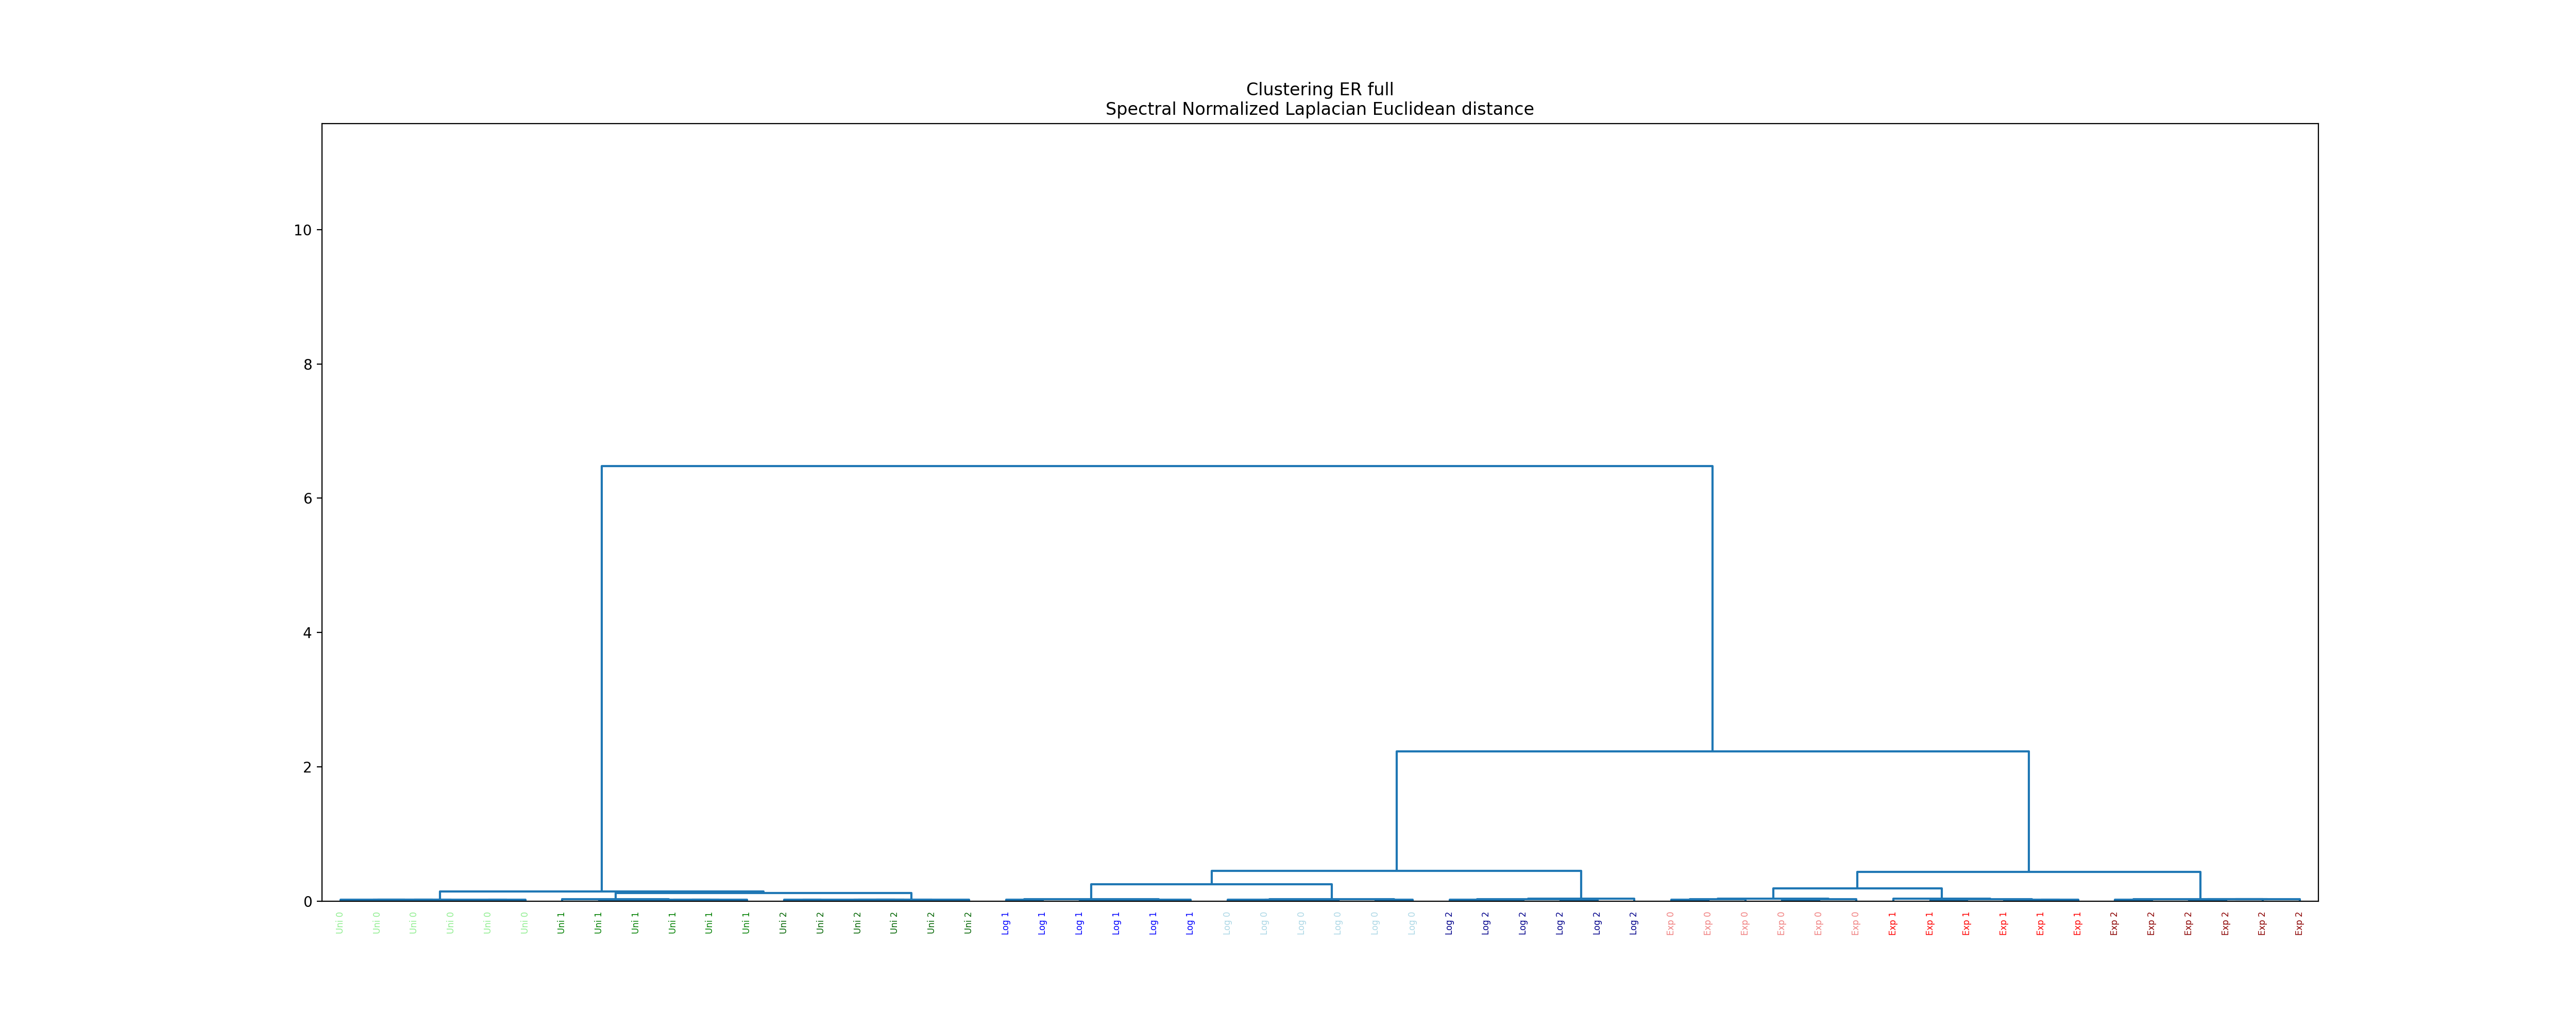 Clustering ER full
Spectral Normalized Laplacian Euclidean distance
10
8
6
4
2
0
Uni 0 Uni 0 Uni 0 Uni 0 Uni 0 Uni 0 Uni 1 Uni 1 Uni 1 Uni 1 Uni 1 Uni 1 Uni 2 Uni 2 Uni 2 Uni 2 Uni 2 Uni 2 Log 1 Log 1 Log 1 Log 1 Log 1 Log 1 Log 0 Log 0 Log 0 Log 0 Log 0 Log 0 Log 2 Log 2 Log 2 Log 2 Log 2 Log 2 Exp 0 Exp 0 Exp 0 Exp 0 Exp 0 Exp 0 Exp 1 Exp 1 Exp 1 Exp 1 Exp 1 Exp 1 Exp 2 Exp 2 Exp 2 Exp 2 Exp 2 Exp 2